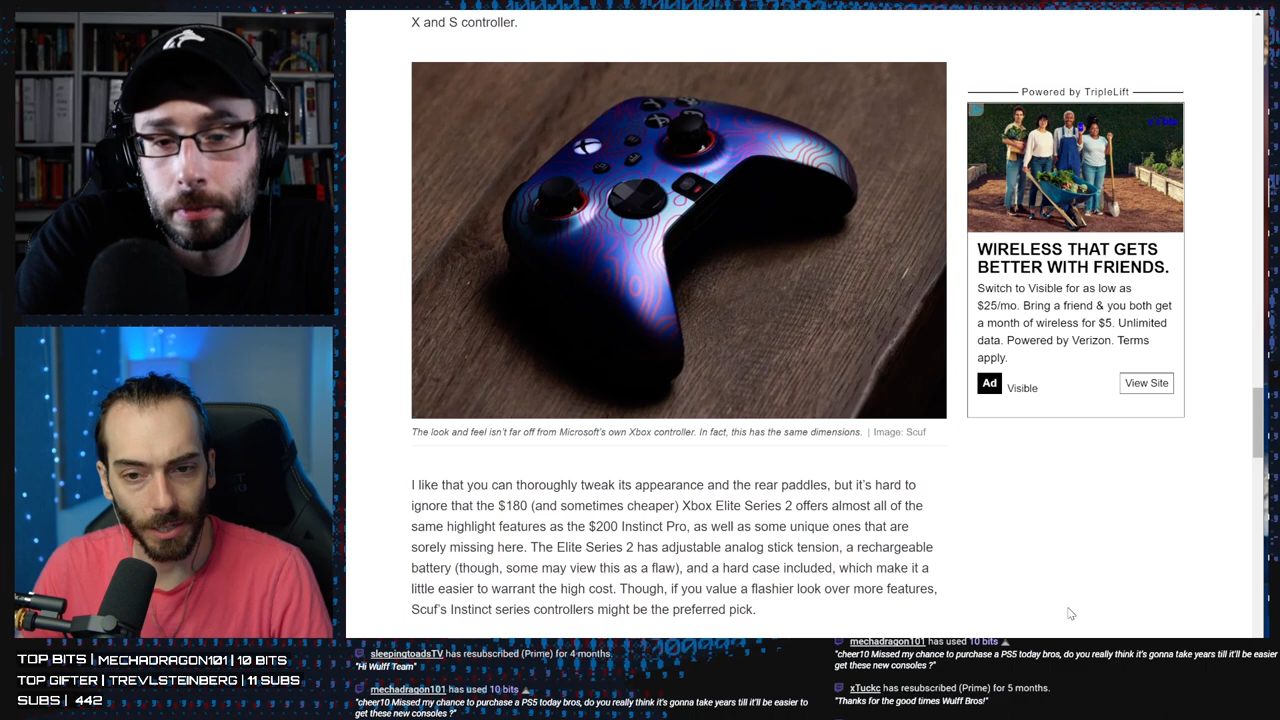 X and S controller.
The look and feel isn't far off from Microsoft's own Xbox controller. In fact, this has the same dimensions. | Image: Scuf
I like that you can thoroughly tweak its appearance and the rear paddles, but it's hard to
ignore that the $180 (and sometimes cheaper) Xbox Elite Series 2 offers almost all of the
same highlight features as the $200 Instinct Pro, as well as some unique ones that are
sorely missing here. The Elite Series 2 has adjustable analog stick tension, a rechargeable
battery (though, some may view this as a flaw), and a hard case included, which make it a
little easier to warrant the high cost. Though, if you value a flashier look over more features,
Scuf's Instinct series controllers might be the preferred pick.
Powered by TripleLift
WIRELESS THAT GETS
BETTER WITH FRIENDS.
Switch to Visible for as low as
$25/mo. Bring a friend & you both get
a month of wireless for $5. Unlimited
data. Powered by Verizon. Terms
apply.
Ad Visible View Site
TOP BITS | MECHADRAGON101 | 10 BITS
TOP GIFTER | TREVLSTEINBERG | 11 SUBS
SUBS | 442
sleepingtoadsTV has resubscribed (Prime) for 4 months.
"Hi Wulff Team"
mechadragon101 has used 10 bits
"cheer10 Missed my chance to purchase a PS5 today bros, do you really think it's gonna take years till it'll be easier to
get these new consoles ?"
mechadragon101 has used 10 bits
"cheer10 Missed my chance to purchase a PS5 today bros, do you really think it's gonna take years till it'll be easier
get these new consoles ?"
xTuckc has resubscribed (Prime) for 5 months.
"Thanks for the good times Wulff Bros!"